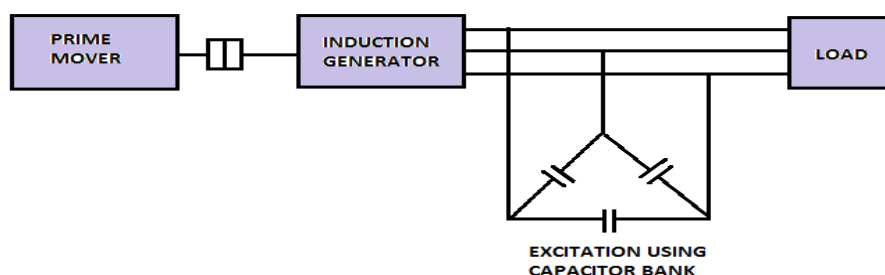 PRIME
MOVER
INDUCTION
GENERATOR
LOAD
EXCITATION USING
CAPACITOR BANK